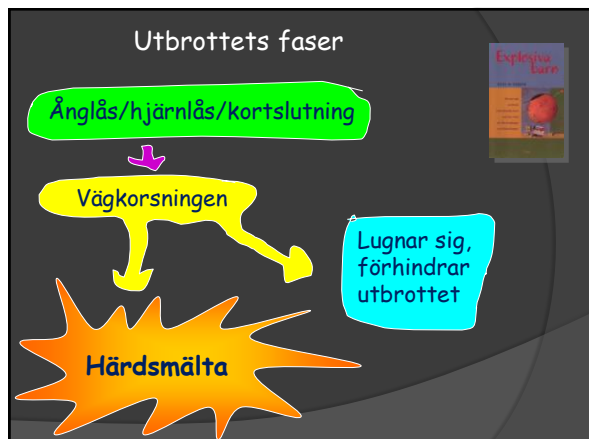 Utbrottets faser
Explosiva
barn
Ånglås/hjärnlås/kortslutning
Vägkorsningen
Lugnar sig,
förhindrar
utbrottet
Härdsmälta